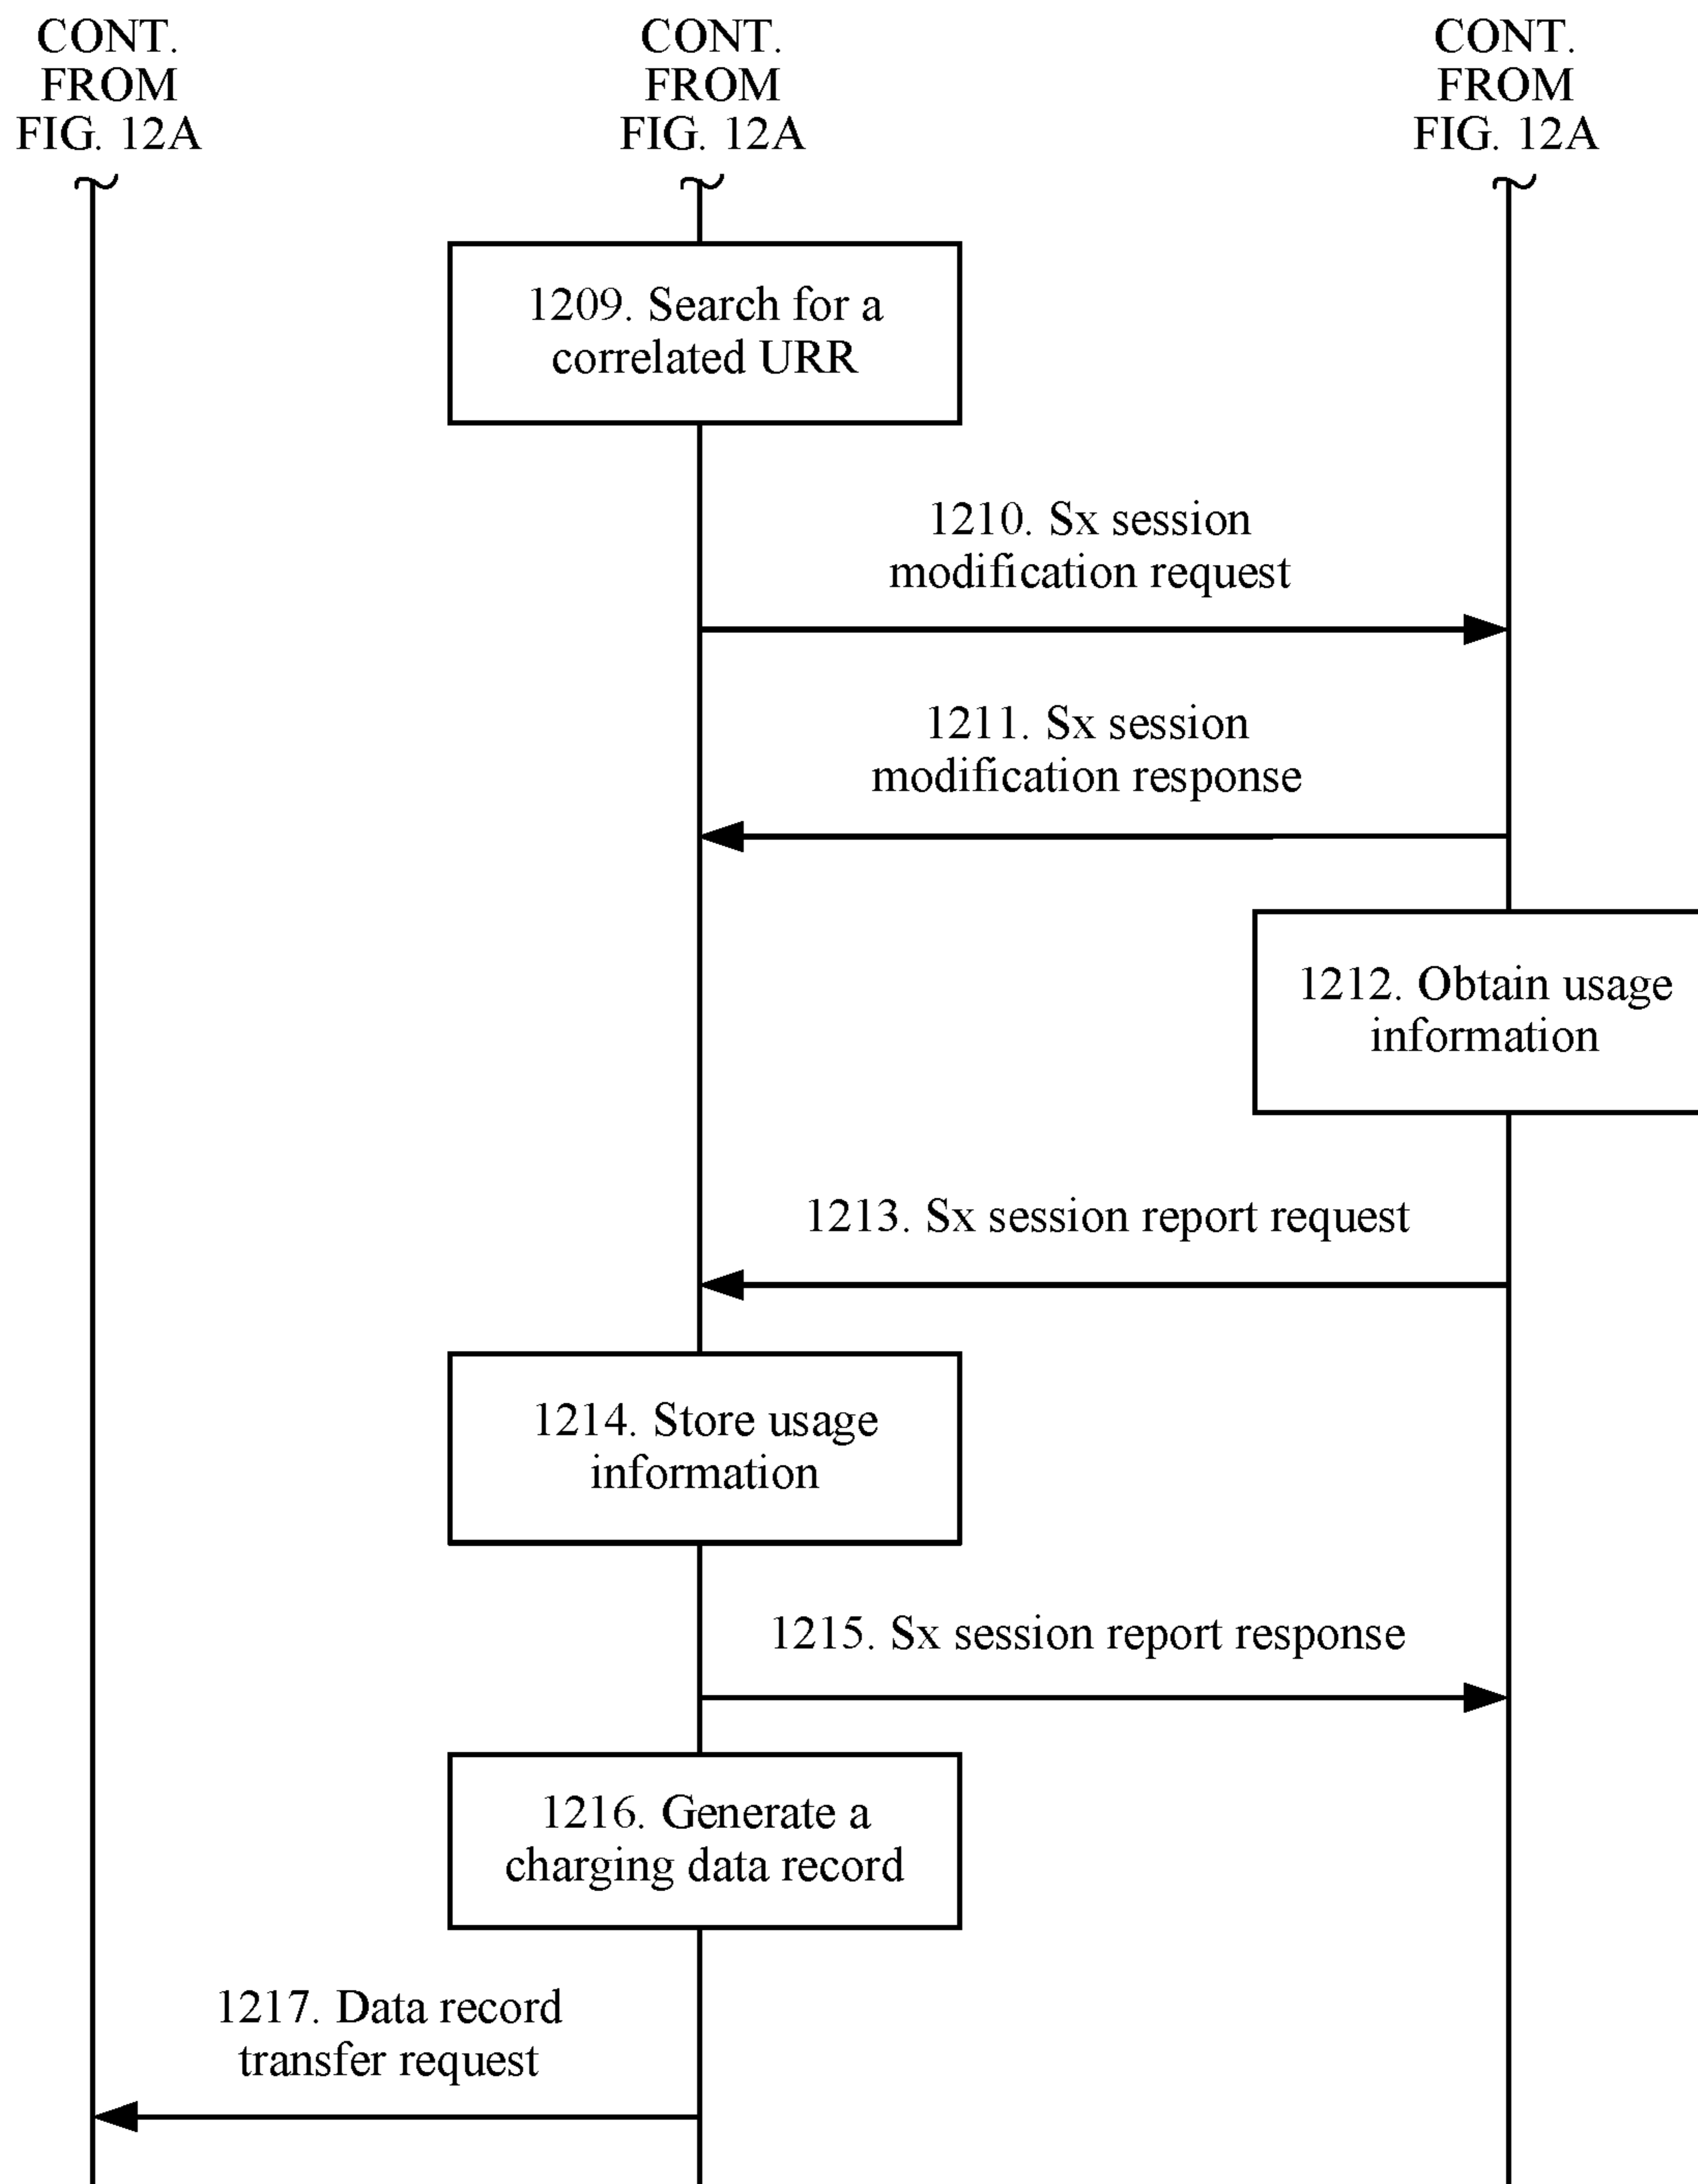 CONT.
FROM
FIG. 12A
CONT.
FROM
FIG. 12A
CONT.
FROM
FIG. 12A
1209. Search for a
correlated URR
1210. Sx session
modification request
1211. Sx session
modification response
1212. Obtain usage
information
1213. Sx session report request
1214. Store usage
information
1215. Sx session report response
1216. Generate a
charging data record
1217. Data record
transfer request